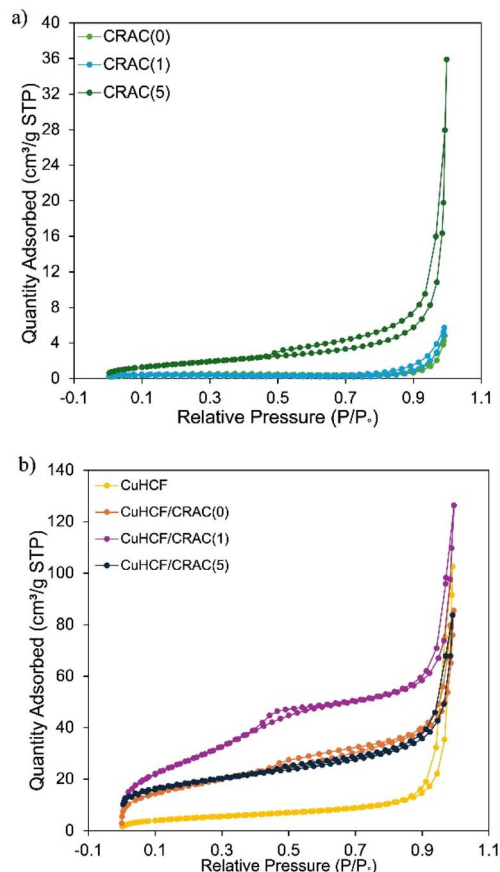 a)
40
36
32
28
24
20
16
12
8
4
0
Quantity Adsorbed (cm³/g STP)
CRAC(0)
CRAC(1)
CRAC(5)
-0.1 0.1 0.3 0.5 0.7 0.9 1.1
Relative Pressure (P/P₀)
b)
140
120
100
80
60
40
20
0
Quantity Adsorbed (cm³/g STP)
CuHCF
CuHCF/CRAC(0)
CuHCF/CRAC(1)
CuHCF/CRAC(5)
-0.1 0.1 0.3 0.5 0.7 0.9 1.1
Relative Pressure (P/P₀)